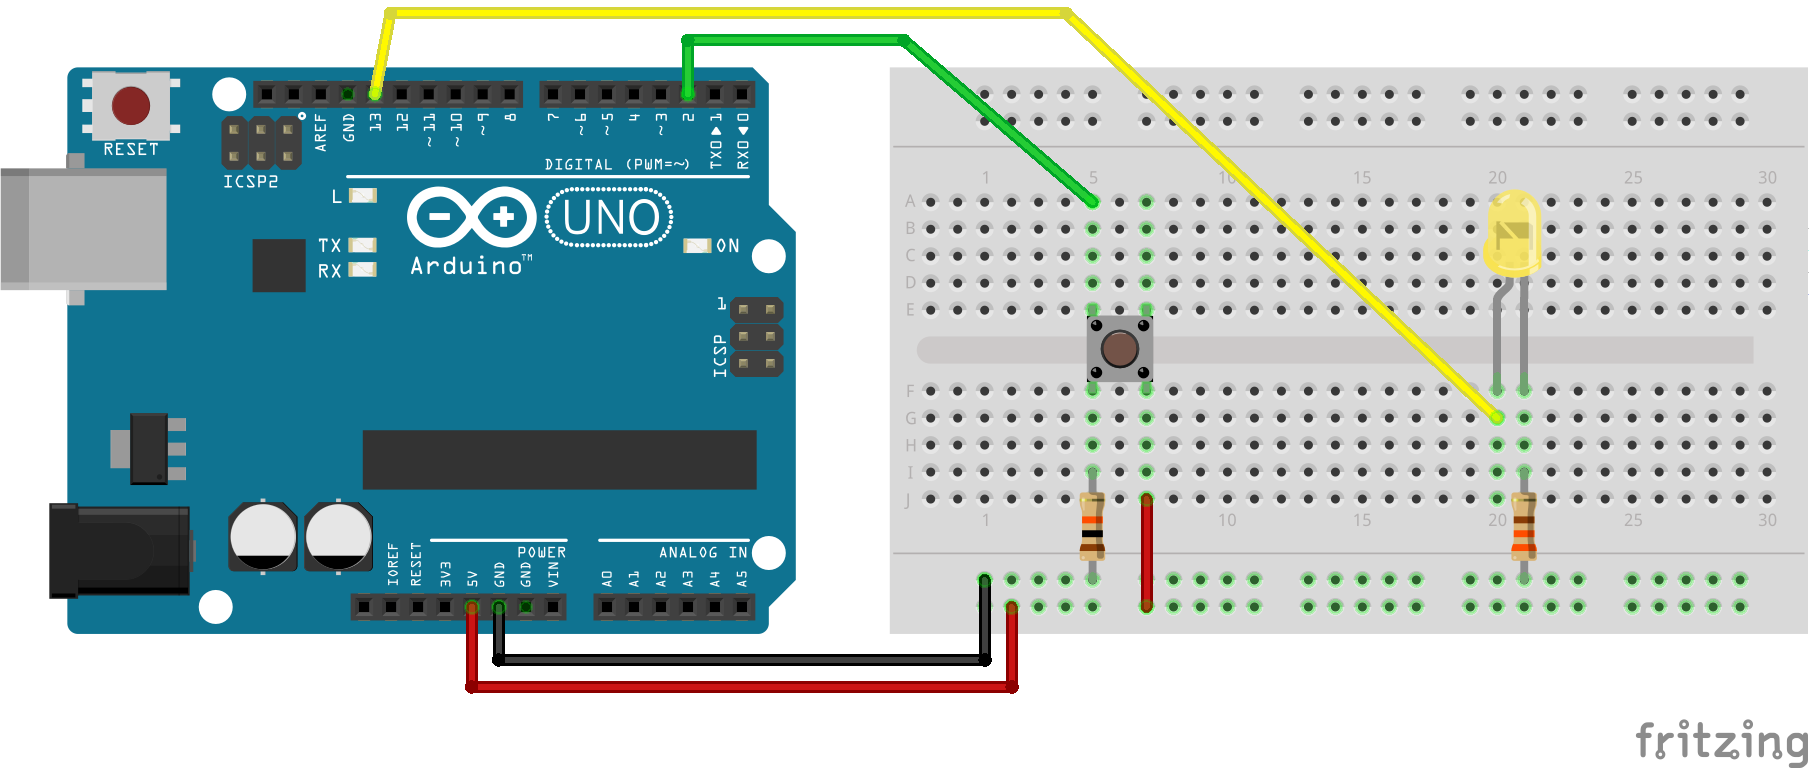 RESET
ICSP2
AREF
GND
13
12
~11
~10
~9
8
7
~6
~5
4
~3
2
TX0▶1
RX0◀0
DIGITAL (PWM=~)
L
TX
RX
UNO
Arduino™
ON
1
ICSP
IOREF
RESET
3V3
5V
GND
GND
VIN
POWER
ANALOG IN
A0
A1
A2
A3
A4
A5
1 5 10 15 20 25 30
A
B
C
D
E
F
G
H
I
J
1 10 15 20 25 30
fritzing